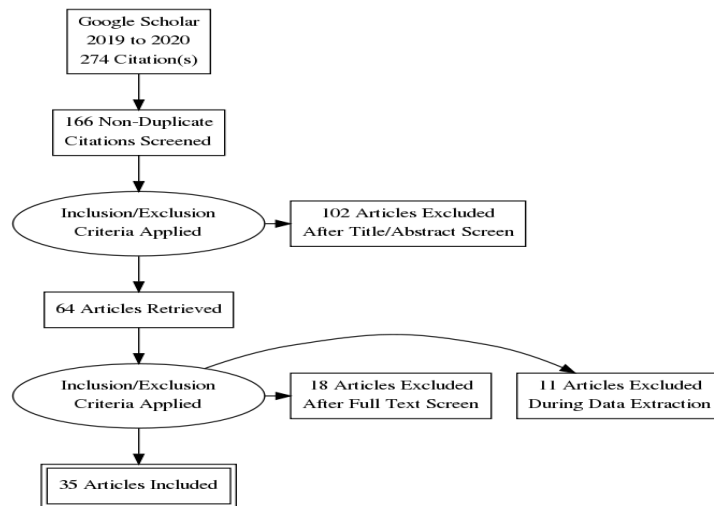 Google Scholar
2019 to 2020
274 Citation(s)
166 Non-Duplicate
Citations Screened
Inclusion/Exclusion
Criteria Applied
102 Articles Excluded
After Title/Abstract Screen
64 Articles Retrieved
Inclusion/Exclusion
Criteria Applied
18 Articles Excluded
After Full Text Screen
11 Articles Excluded
During Data Extraction
35 Articles Included